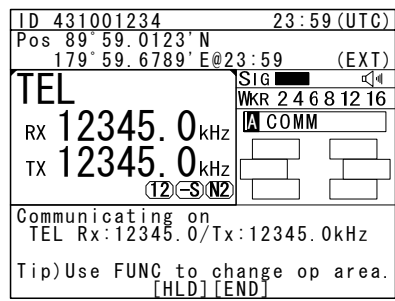 ID 431001234 23:59(UTC)
Pos 89°59.0123'N
179°59.6789'E@23:59 (EXT)
TEL
SIG
WKR 2 4 6 8 12 16
RX 12345.0kHz
A COMM
TX 12345.0kHz
12 -S N2
Communicating on
TEL Rx:12345.0/Tx:12345.0kHz
Tip)Use FUNC to change op area.
[HLD][END]